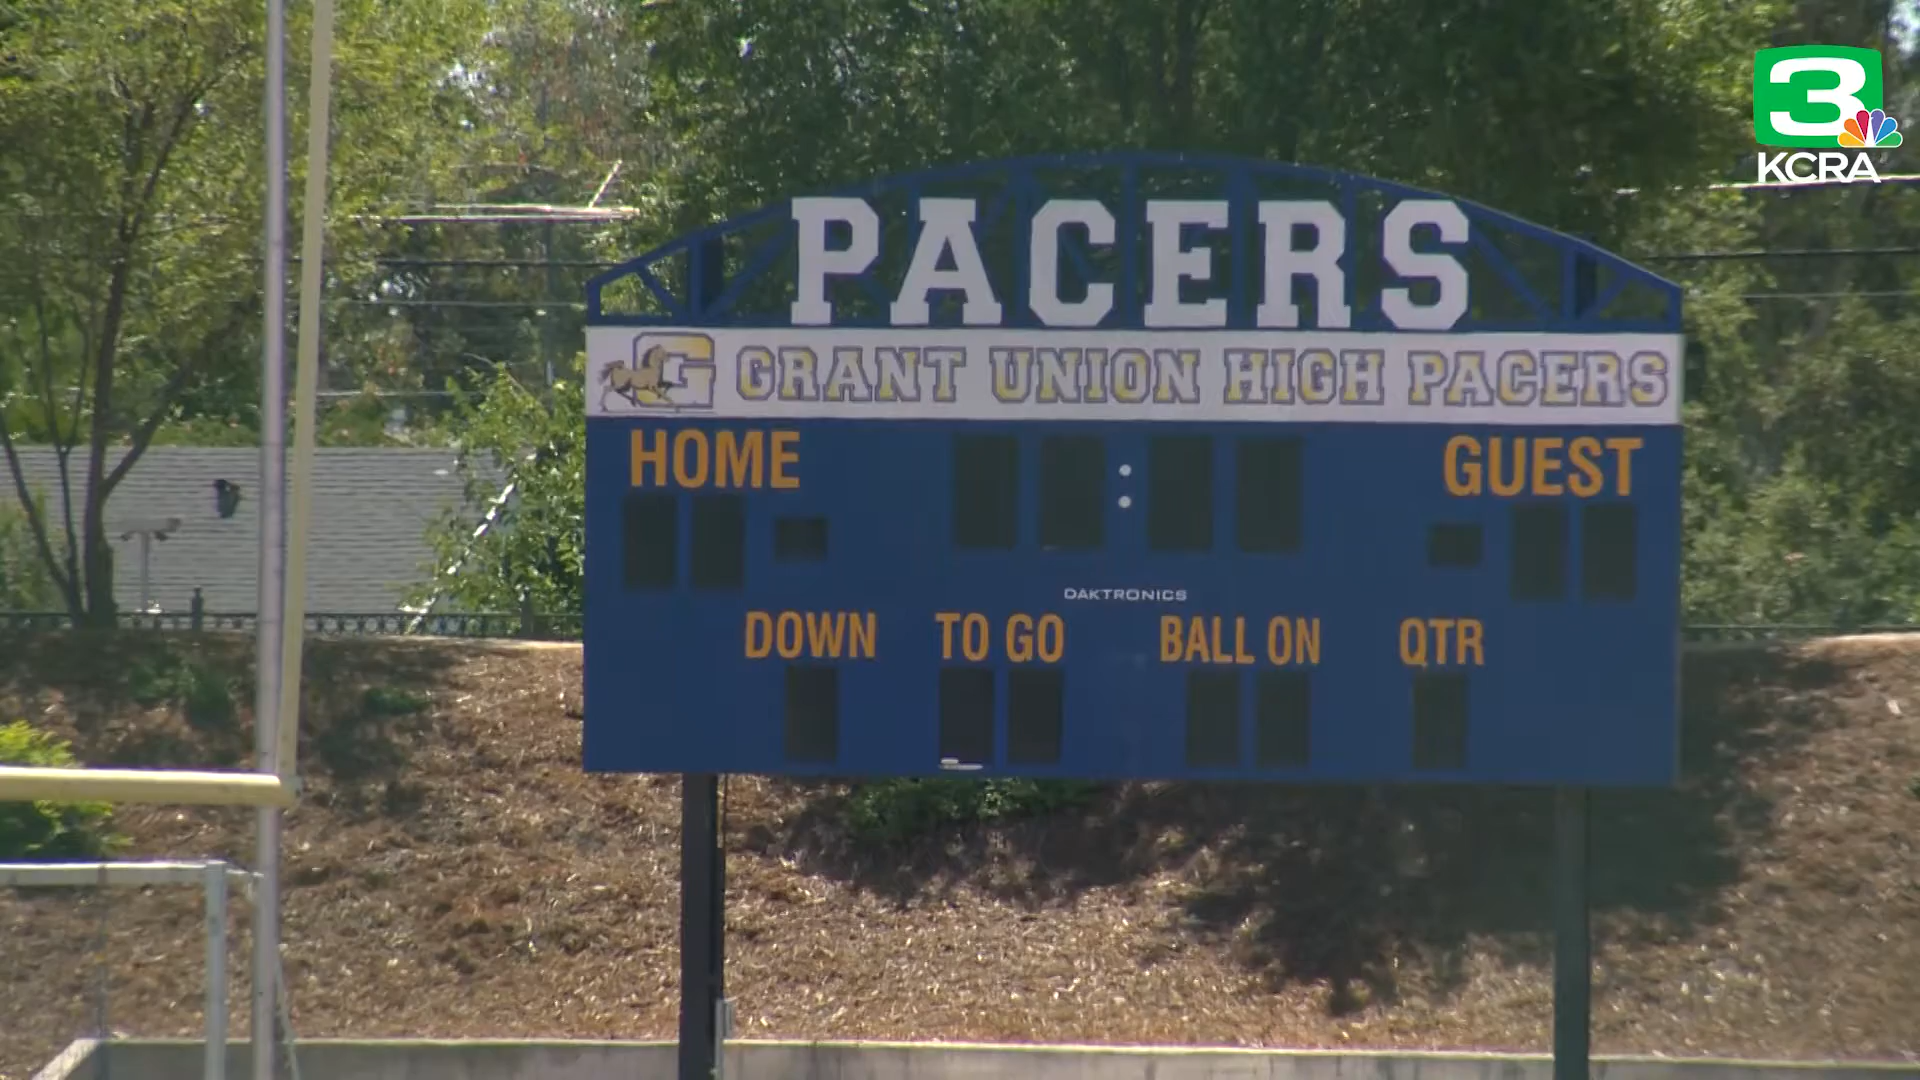 3
KCRA
PACERS
G GRANT UNION HIGH PACERS
HOME : GUEST
DAKTRONICS
DOWN TO GO BALL ON QTR